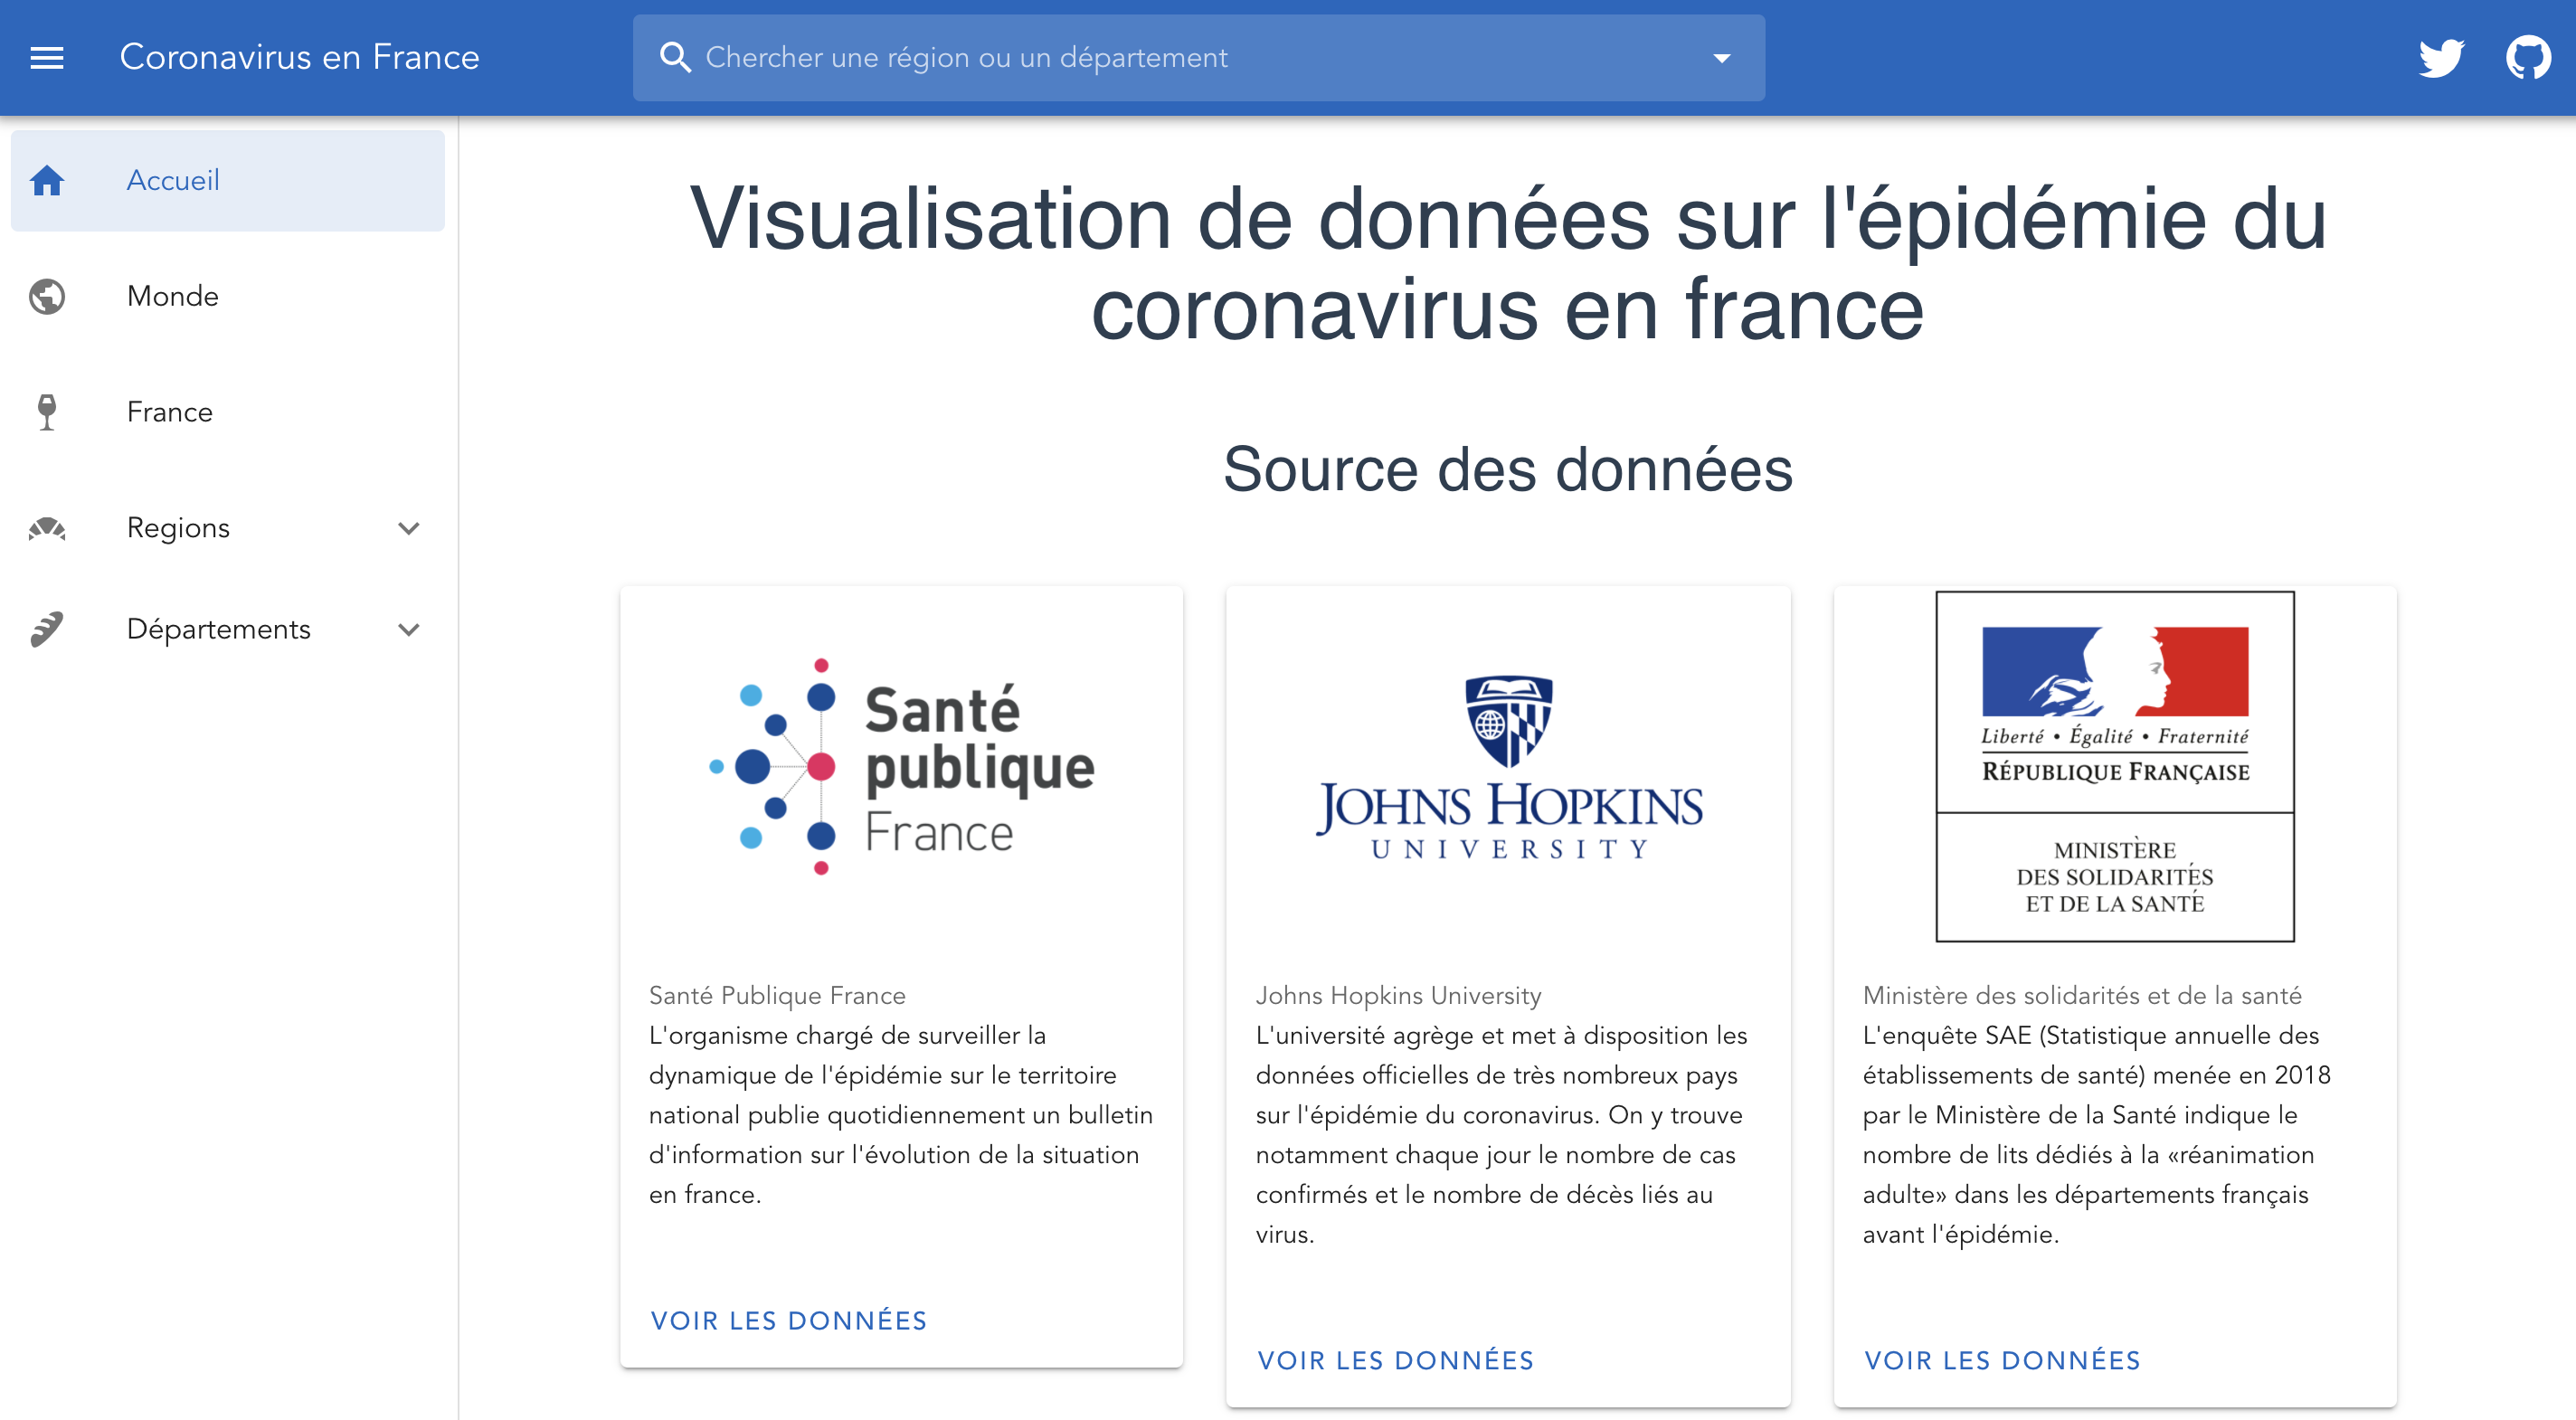 Coronavirus en France
Chercher une région ou un département
Accueil
Monde
France
Regions
Départements
Visualisation de données sur l'épidémie du
coronavirus en france
Source des données
Santé
publique
France
Santé Publique France
L'organisme chargé de surveiller la
dynamique de l'épidémie sur le territoire
national publie quotidiennement un bulletin
d'information sur l'évolution de la situation
en france.
VOIR LES DONNÉES
JOHNS HOPKINS
UNIVERSITY
Johns Hopkins University
L'université agrège et met à disposition les
données officielles de très nombreux pays
sur l'épidémie du coronavirus. On y trouve
notamment chaque jour le nombre de cas
confirmés et le nombre de décès liés au
virus.
VOIR LES DONNÉES
Liberté • Égalité • Fraternité
RÉPUBLIQUE FRANÇAISE
MINISTÈRE
DES SOLIDARITÉS
ET DE LA SANTÉ
Ministère des solidarités et de la santé
L'enquête SAE (Statistique annuelle des
établissements de santé) menée en 2018
par le Ministère de la Santé indique le
nombre de lits dédiés à la «réanimation
adulte» dans les départements français
avant l'épidémie.
VOIR LES DONNÉES